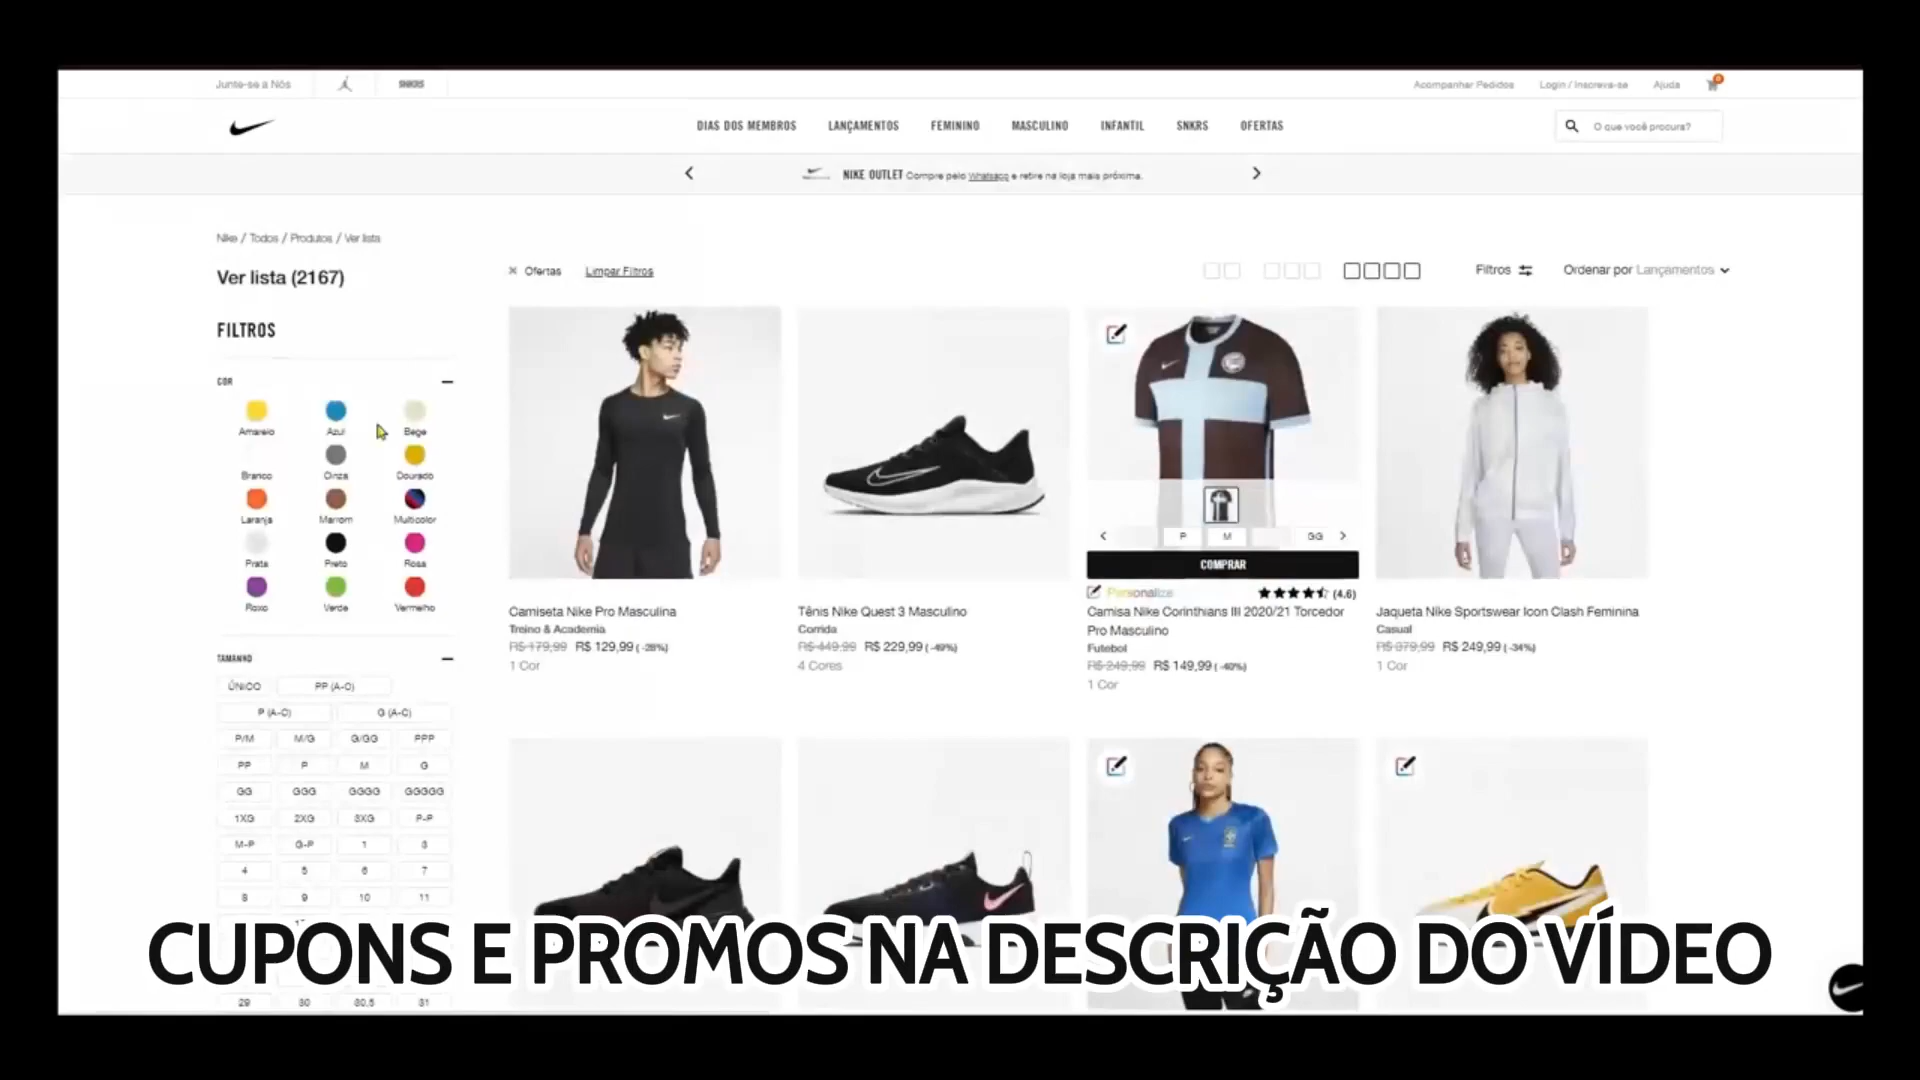 Junte-se a Nós
SNKRS
Acompanhar Pedidos
Login / Inscreva-se
Ajuda
0
DIAS DOS MEMBROS
LANÇAMENTOS
FEMININO
MASCULINO
INFANTIL
SNKRS
OFERTAS
O que você procura?
NIKE OUTLET Compre pelo Whatsapp e retire na loja mais próxima.
Nike / Todos / Produtos / Ver lista
Ver lista (2167)
Ofertas
Limpar Filtros
Filtros
Ordenar por Lançamentos
FILTROS
COR
Amarelo
Azul
Bege
Branco
Cinza
Dourado
Laranja
Marrom
Multicolor
Prata
Preto
Rosa
Roxo
Verde
Vermelho
TAMANHO
ÚNICO
PP (A-C)
P (A-C)
G (A-C)
P/M
M/G
G/GG
PPP
PP
P
M
G
GG
GGG
GGGG
GGGGG
1XG
2XG
3XG
P-P
M-P
G-P
1
3
4
5
6
7
8
9
10
11
29
30
30.5
31
Camiseta Nike Pro Masculina
Treino & Academia
R$ 179,99 R$ 129,99 (-28%)
1 Cor
Tênis Nike Quest 3 Masculino
Corrida
R$ 449,99 R$ 229,99 (-49%)
4 Cores
P
M
GG
COMPRAR
Personalize
(4.6)
Camisa Nike Corinthians III 2020/21 Torcedor
Pro Masculino
Futebol
R$ 249,99 R$ 149,99 (-40%)
1 Cor
Jaqueta Nike Sportswear Icon Clash Feminina
Casual
R$ 379,99 R$ 249,99 (-34%)
1 Cor
CUPONS E PROMOS NA DESCRIÇÃO DO VÍDEO